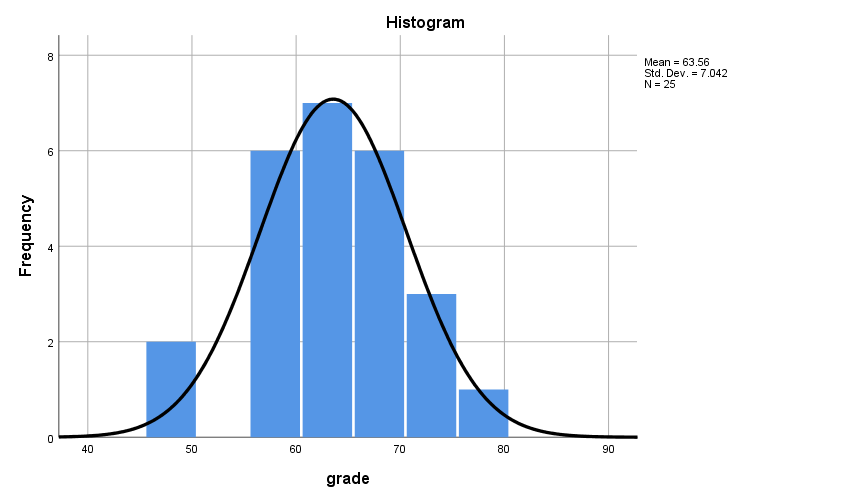 Histogram
Mean = 63.56
Std. Dev. = 7.042
N = 25
Frequency
8
6
4
2
0
40 50 60 70 80 90
grade